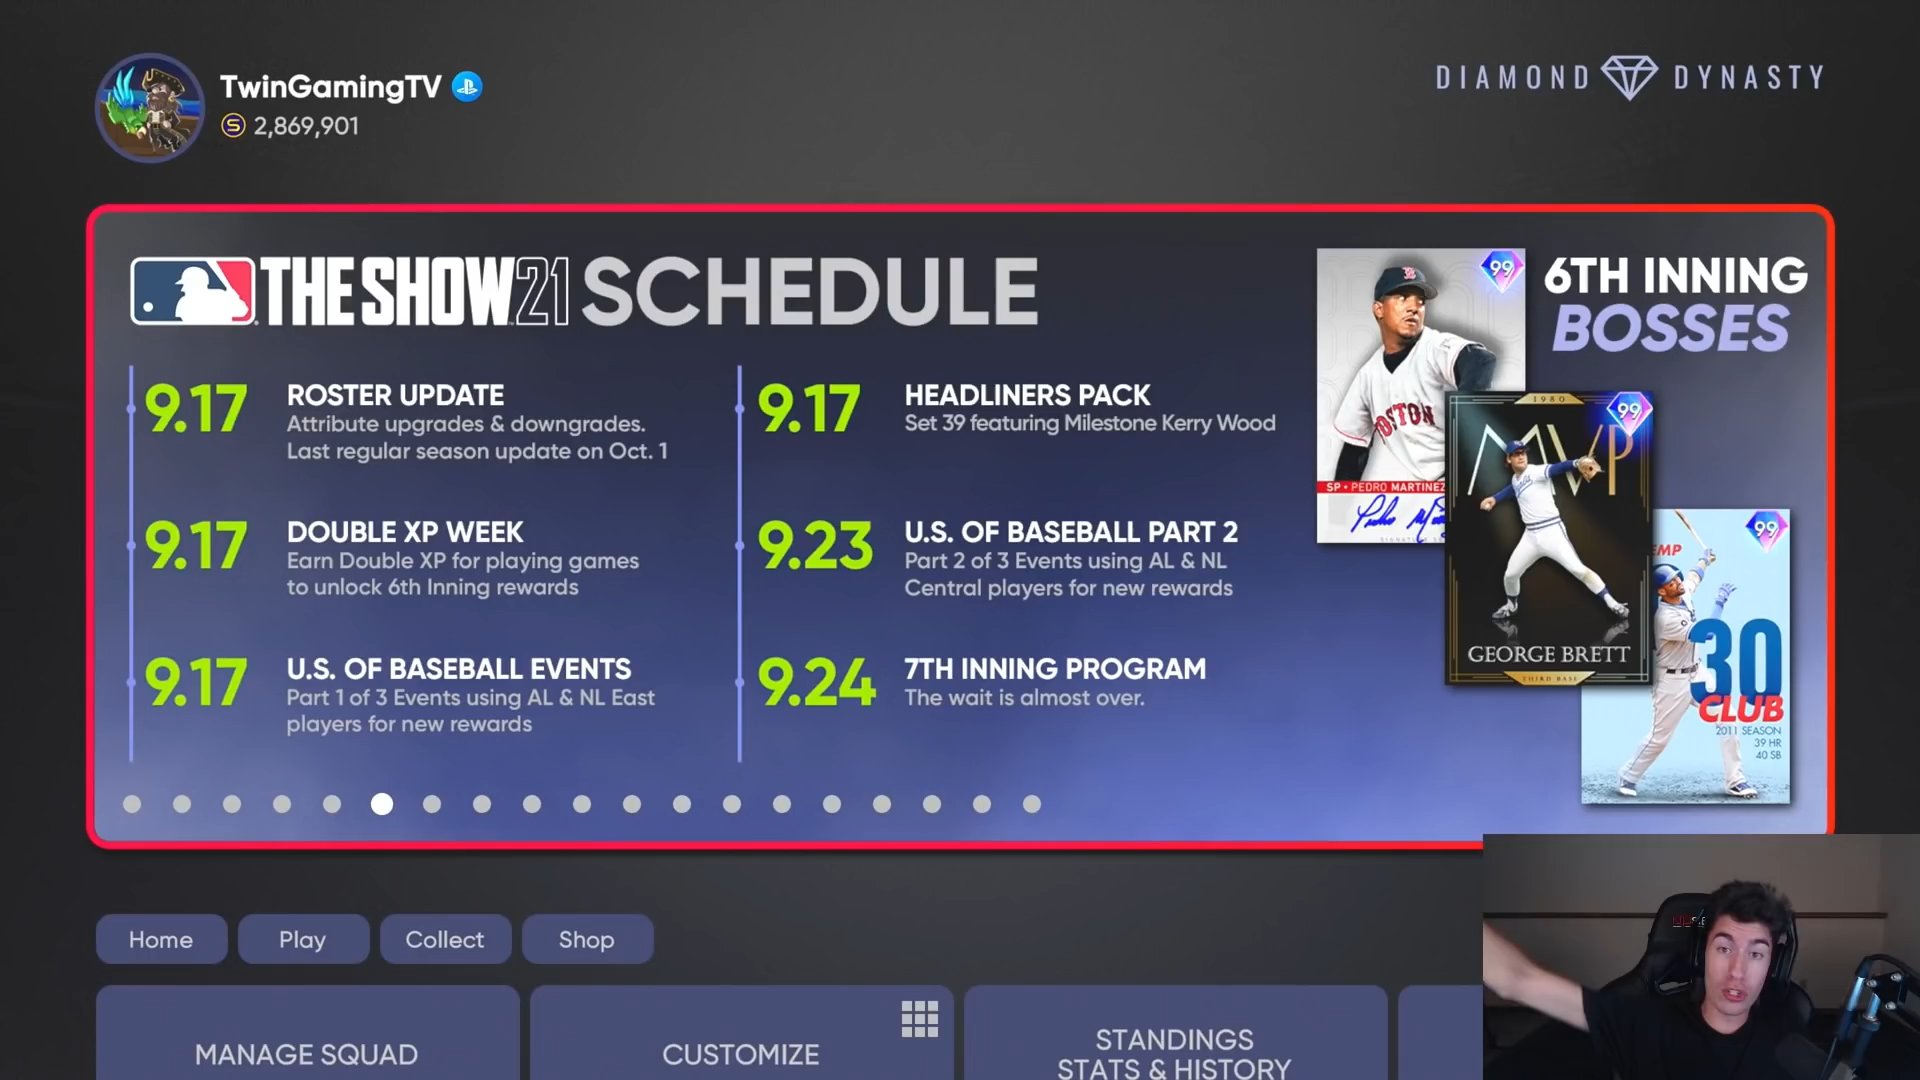 TwinGamingTV
2,869,901
DIAMOND DYNASTY
THE SHOW 21 SCHEDULE
9.17
ROSTER UPDATE
Attribute upgrades & downgrades.
Last regular season update on Oct. 1
9.17
DOUBLE XP WEEK
Earn Double XP for playing games
to unlock 6th Inning rewards
9.17
U.S. OF BASEBALL EVENTS
Part 1 of 3 Events using AL & NL East
players for new rewards
9.17
HEADLINERS PACK
Set 39 featuring Milestone Kerry Wood
9.23
U.S. OF BASEBALL PART 2
Part 2 of 3 Events using AL & NL
Central players for new rewards
9.24
7TH INNING PROGRAM
The wait is almost over.
6TH INNING
BOSSES
99
BOSTON
SP • PEDRO MARTINEZ
1980
99
MVP
GEORGE BRETT
THIRD BASE
99
30
CLUB
2011 SEASON
39 HR
40 SB
Home
Play
Collect
Shop
MANAGE SQUAD
CUSTOMIZE
STANDINGS
STATS & HISTORY